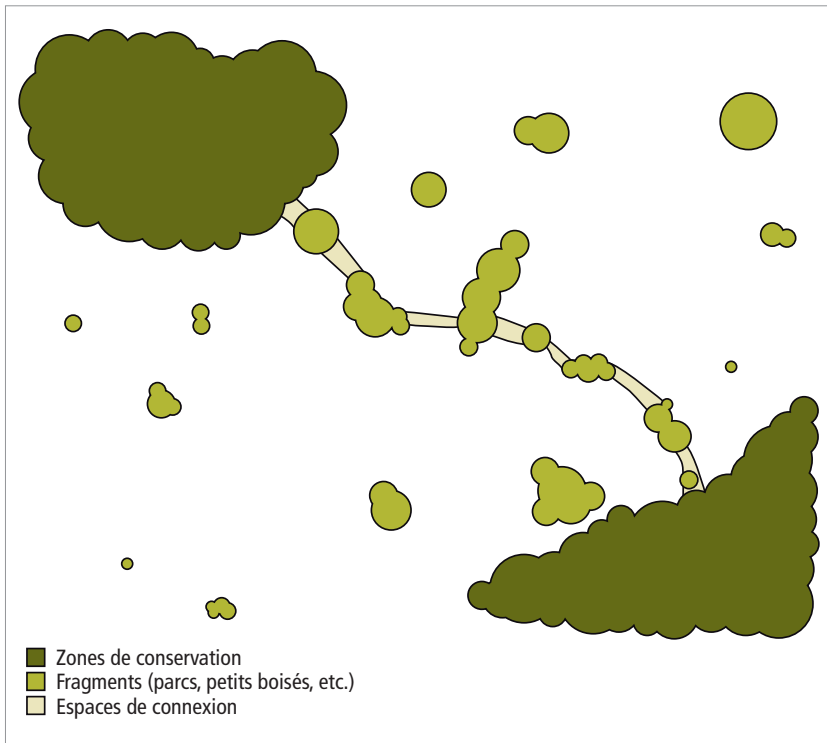 Zones de conservation
Fragments (parcs, petits boisés, etc.)
Espaces de connexion